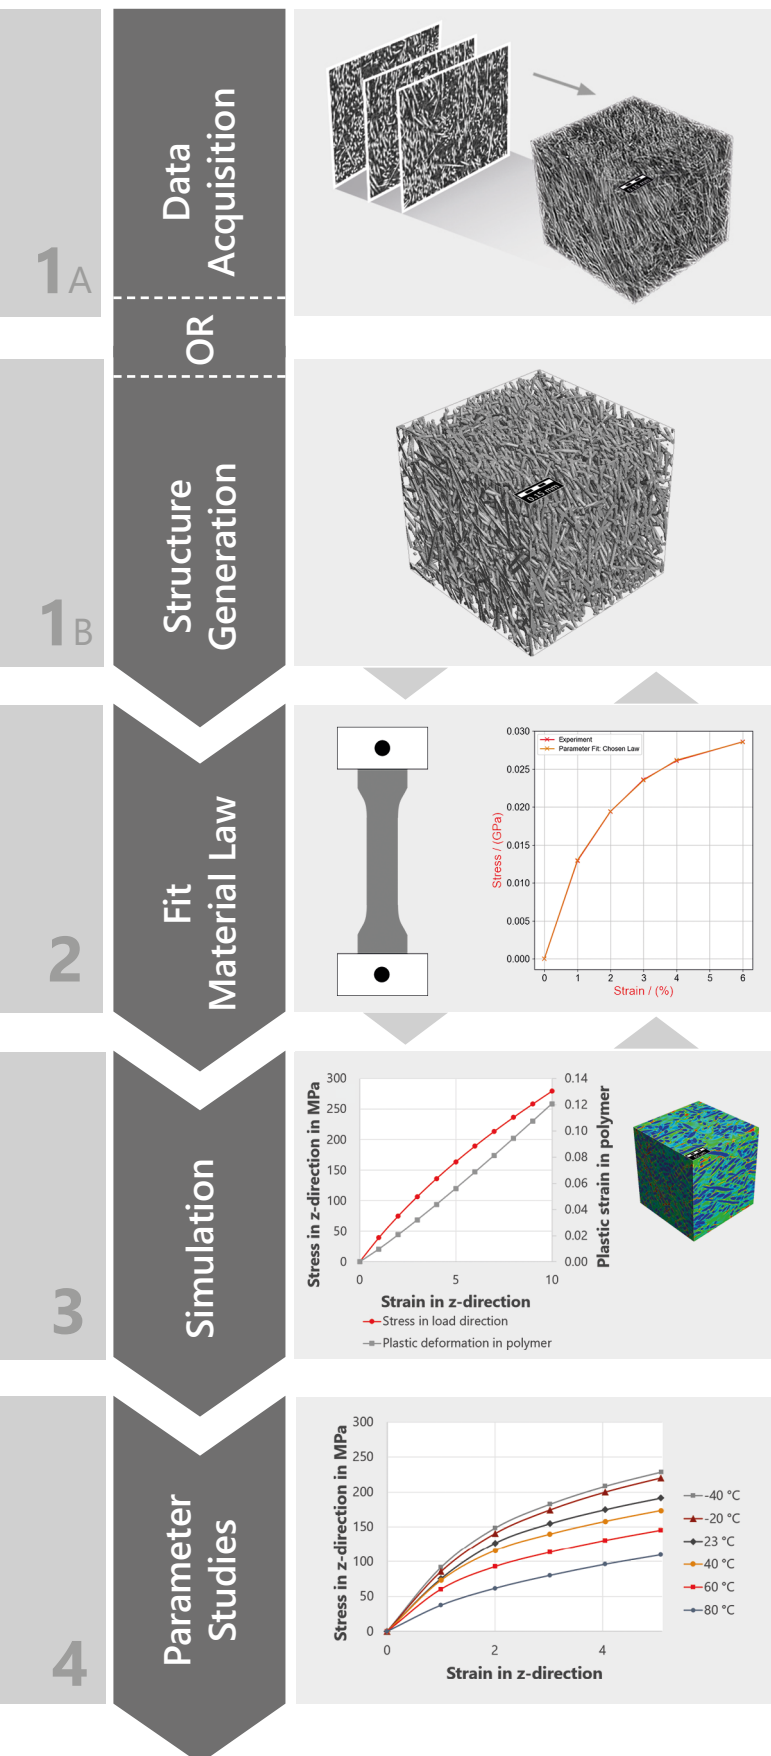 1A
Data
Acquisition
OR
1B
Structure
Generation
0.15 mm
2
Fit
Material Law
Experiment
Parameter Fit: Chosen Law
Stress / (GPa)
0.030
0.025
0.020
0.015
0.010
0.005
0.000
0 1 2 3 4 5 6
Strain / (%)
3
Simulation
Stress in z-direction in MPa
300
250
200
150
100
50
0
0.14
0.12
0.10
0.08
0.06
0.04
0.02
0.00
Plastic strain in polymer
0 5 10
Strain in z-direction
Stress in load direction
Plastic deformation in polymer
4
Parameter
Studies
Stress in z-direction in MPa
300
250
200
150
100
50
0
0 2 4
Strain in z-direction
-40 °C
-20 °C
23 °C
40 °C
60 °C
80 °C